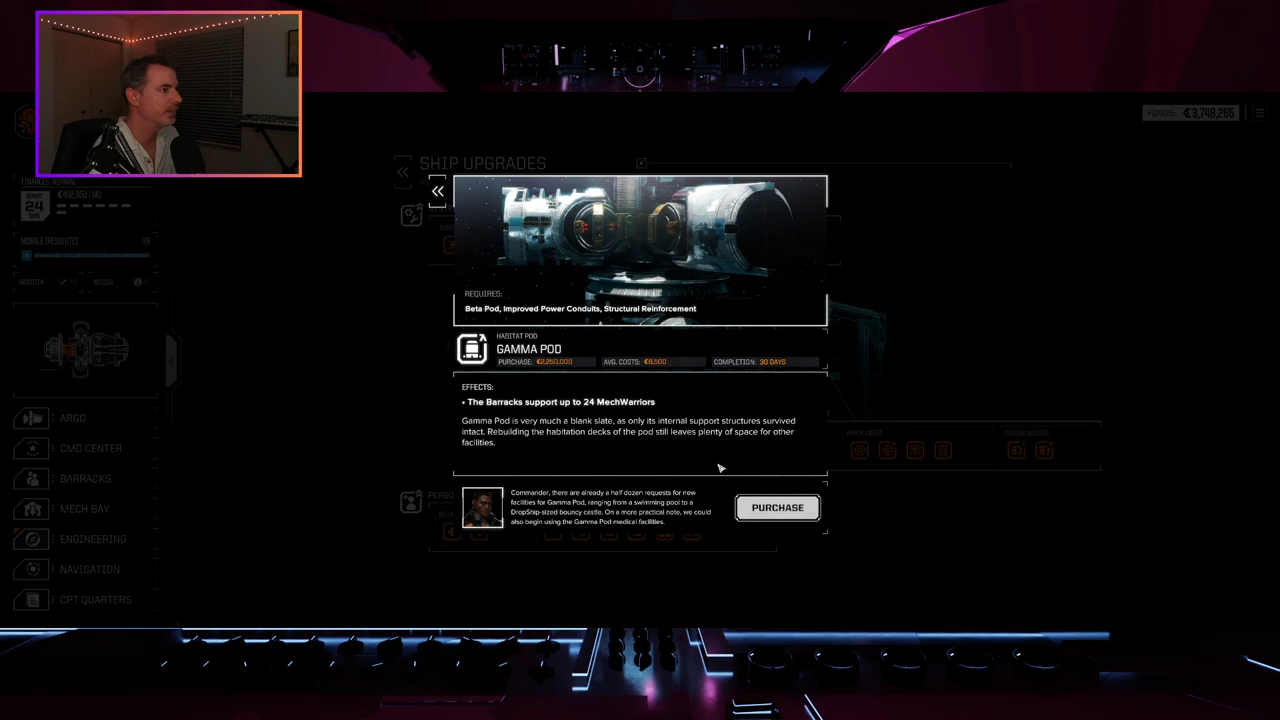 FUNDS: ¢3,748,265
SHIP UPGRADES
FINANCES: NORMAL
24
DAYS
MORALE (RESOLUTE)
REQUIRES:
Beta Pod, Improved Power Conduits, Structural Reinforcement
HABITAT POD
GAMMA POD
PURCHASE: ¢2,250,000
AVG. COSTS: ¢8,500
COMPLETION: 30 DAYS
EFFECTS:
• The Barracks support up to 24 MechWarriors
Gamma Pod is very much a blank slate, as only its internal support structures survived
intact. Rebuilding the habitation decks of the pod still leaves plenty of space for other
facilities.
ARGO
CMD CENTER
BARRACKS
MECH BAY
ENGINEERING
NAVIGATION
CPT QUARTERS
Commander, there are already a half dozen requests for new
facilities for Gamma Pod, ranging from a swimming pool to a
DropShip-sized bouncy castle. On a more practical note, we could
also begin using the Gamma Pod medical facilities.
PURCHASE